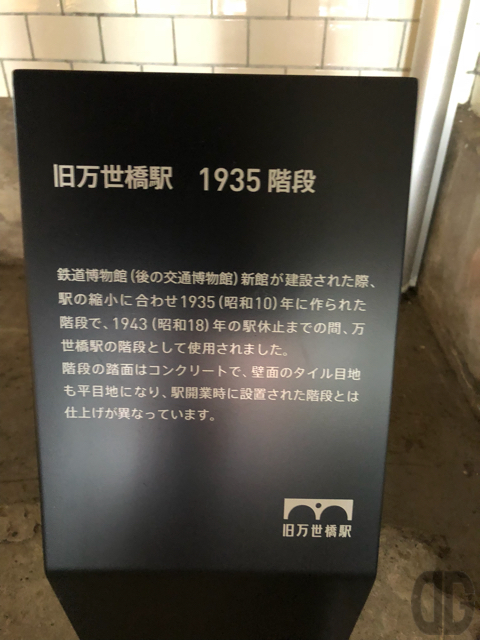 旧万世橋駅　1935 階段
鉄道博物館（後の交通博物館）新館が建設された際、
駅の縮小に合わせ1935（昭和10）年に作られた
階段で、1943（昭和18）年の駅休止までの間、万
世橋駅の階段として使用されました。
階段の踏面はコンクリートで、壁面のタイル目地
も平目地になり、駅開業時に設置された階段とは
仕上げが異なっています。
旧万世橋駅